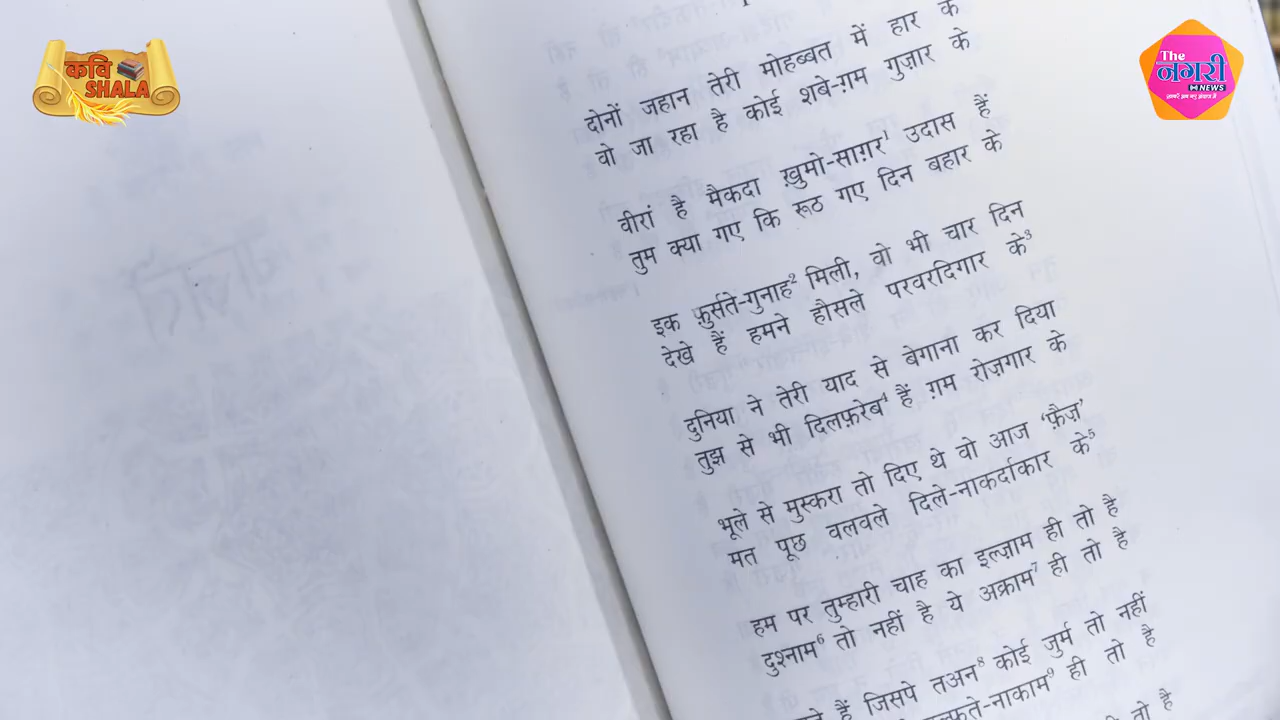 कवि
SHALA
The
नगरी
NEWS
दोनों जहान तेरी मोहब्बत में हार के
वो जा रहा है कोई शबे-ग़म गुज़ार के
वीरां है मैकदा ख़ुमो-साग़र¹ उदास हैं
तुम क्या गए कि रूठ गए दिन बहार के
इक फ़ुर्सते-गुनाह² मिली, वो भी चार दिन
देखे हैं हमने हौसले परवरदिगार के³
दुनिया ने तेरी याद से बेगाना कर दिया
तुझ से भी दिलफ़रेब⁴ हैं ग़म रोज़गार के
भूले से मुस्करा तो दिए थे वो आज ‘फ़ैज़’
मत पूछ वलवले दिले-नाकर्दाकार के⁵
हम पर तुम्हारी चाह का इल्ज़ाम ही तो है
दुश्नाम⁶ तो नहीं है ये अक्राम⁷ ही तो है
हैं जिसपे तअन⁸ कोई जुर्म तो नहीं
नाकाम⁹ ही तो है
ही तो है